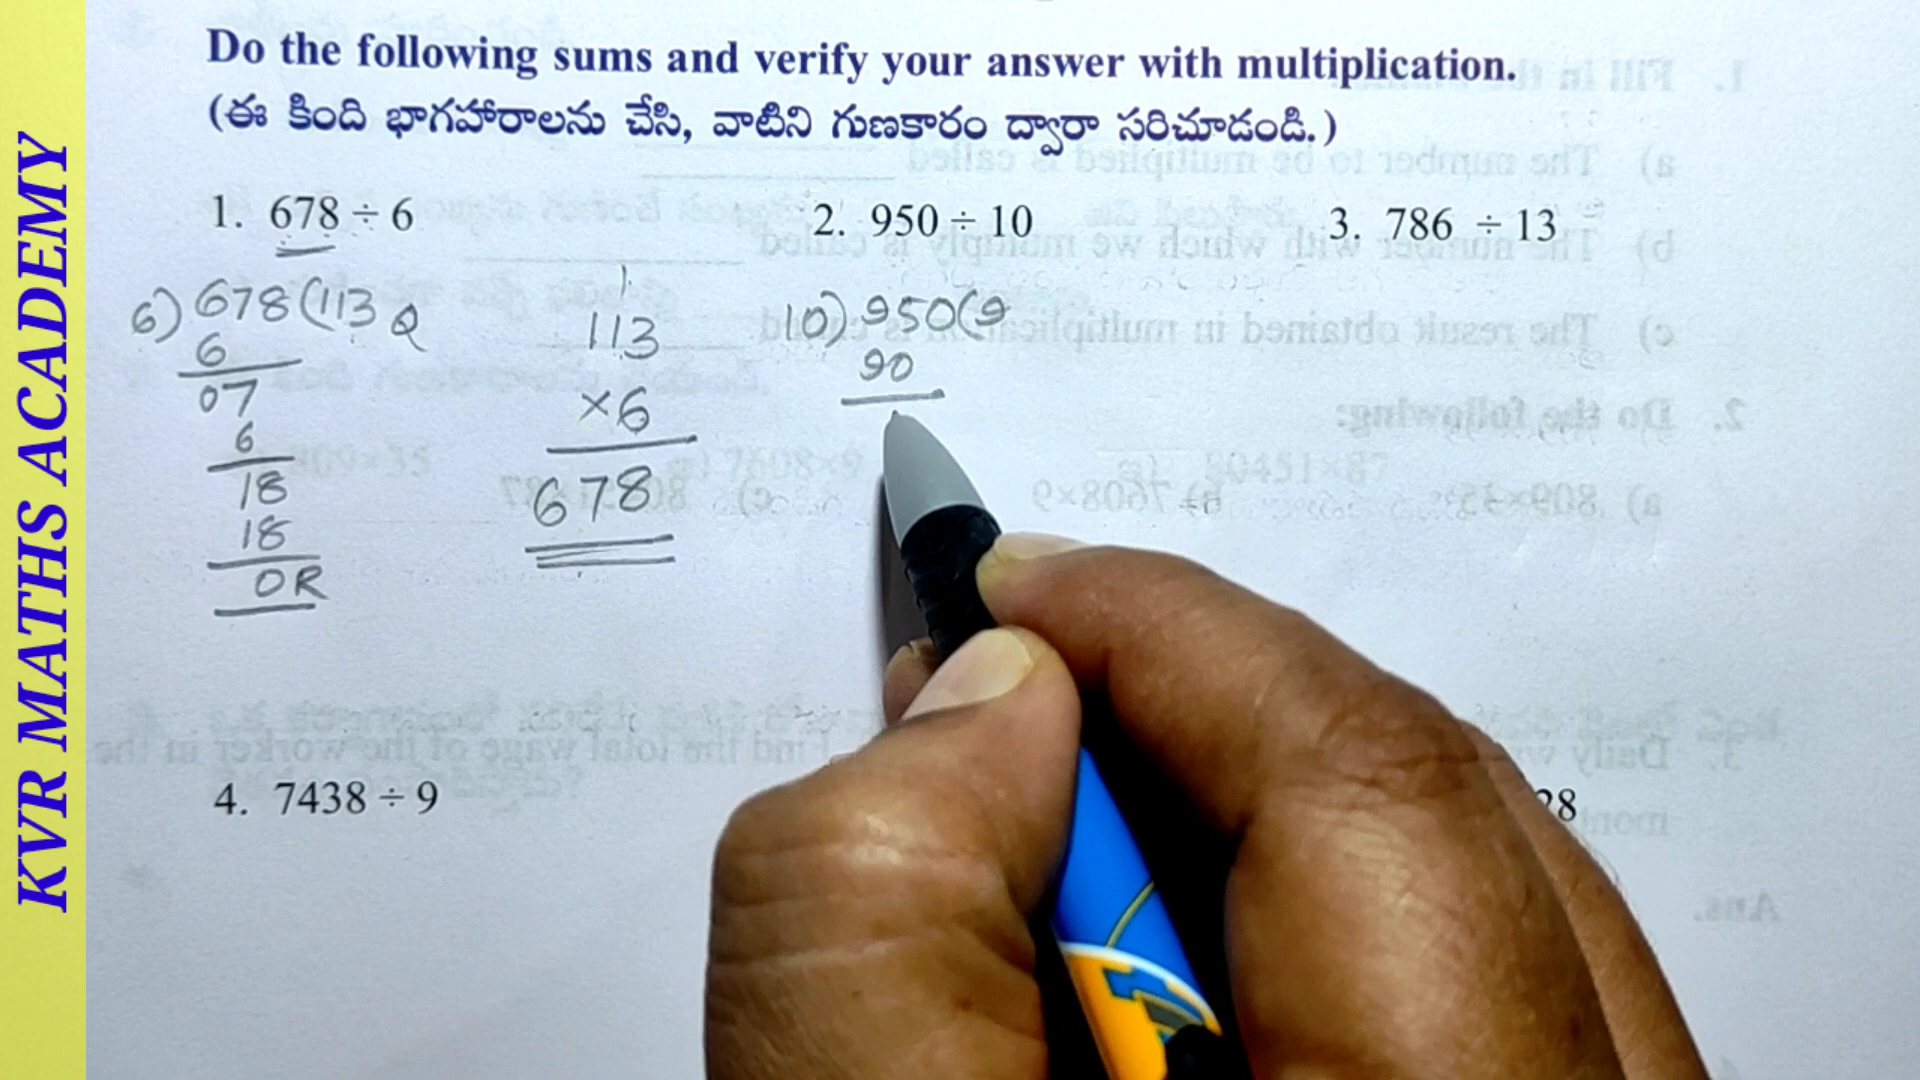 KVR MATHS ACADEMY
Do the following sums and verify your answer with multiplication.
(ఈ కింది భాగహారాలను చేసి, వాటిని గుణకారం ద్వారా సరిచూడండి.)
1. 678 ÷ 6
2. 950 ÷ 10
3. 786 ÷ 13
6)678(113 Q
6
07
6
18
18
0R
1
113
×6
678
10)950(9
90
4. 7438 ÷ 9
28